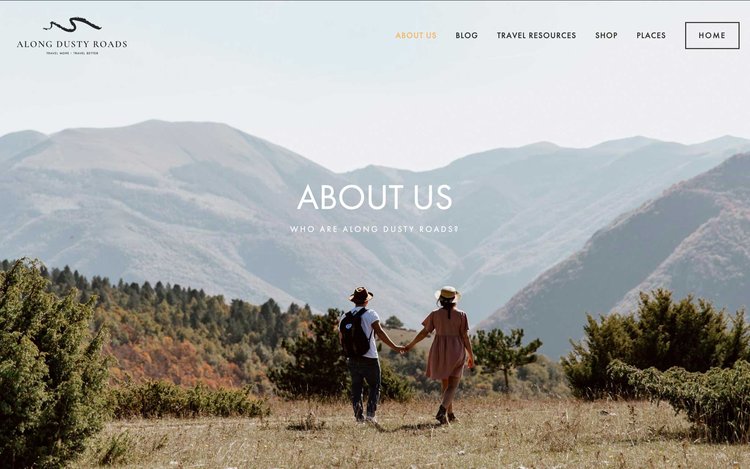 ALONG DUSTY ROADS
TRAVEL MORE • TRAVEL BETTER
ABOUT US
BLOG
TRAVEL RESOURCES
SHOP
PLACES
HOME
ABOUT US
WHO ARE ALONG DUSTY ROADS?